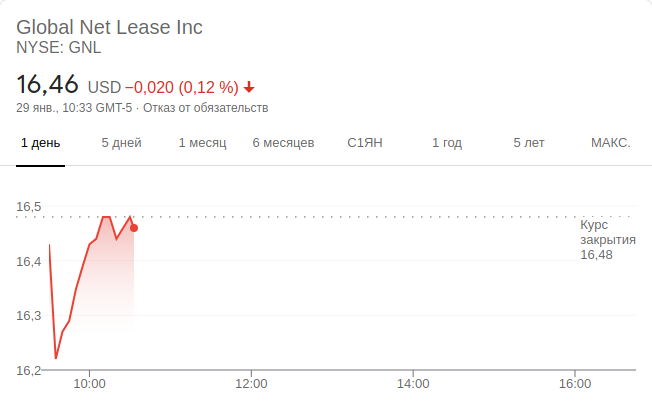 Global Net Lease Inc
NYSE: GNL
16,46 USD −0,020 (0,12 %)
29 янв., 10:33 GMT-5 · Отказ от обязательств
1 день 5 дней 1 месяц 6 месяцев С1ЯН 1 год 5 лет МАКС.
16,5
Курс
закрытия
16,48
16,4
16,3
16,2
10:00 12:00 14:00 16:00